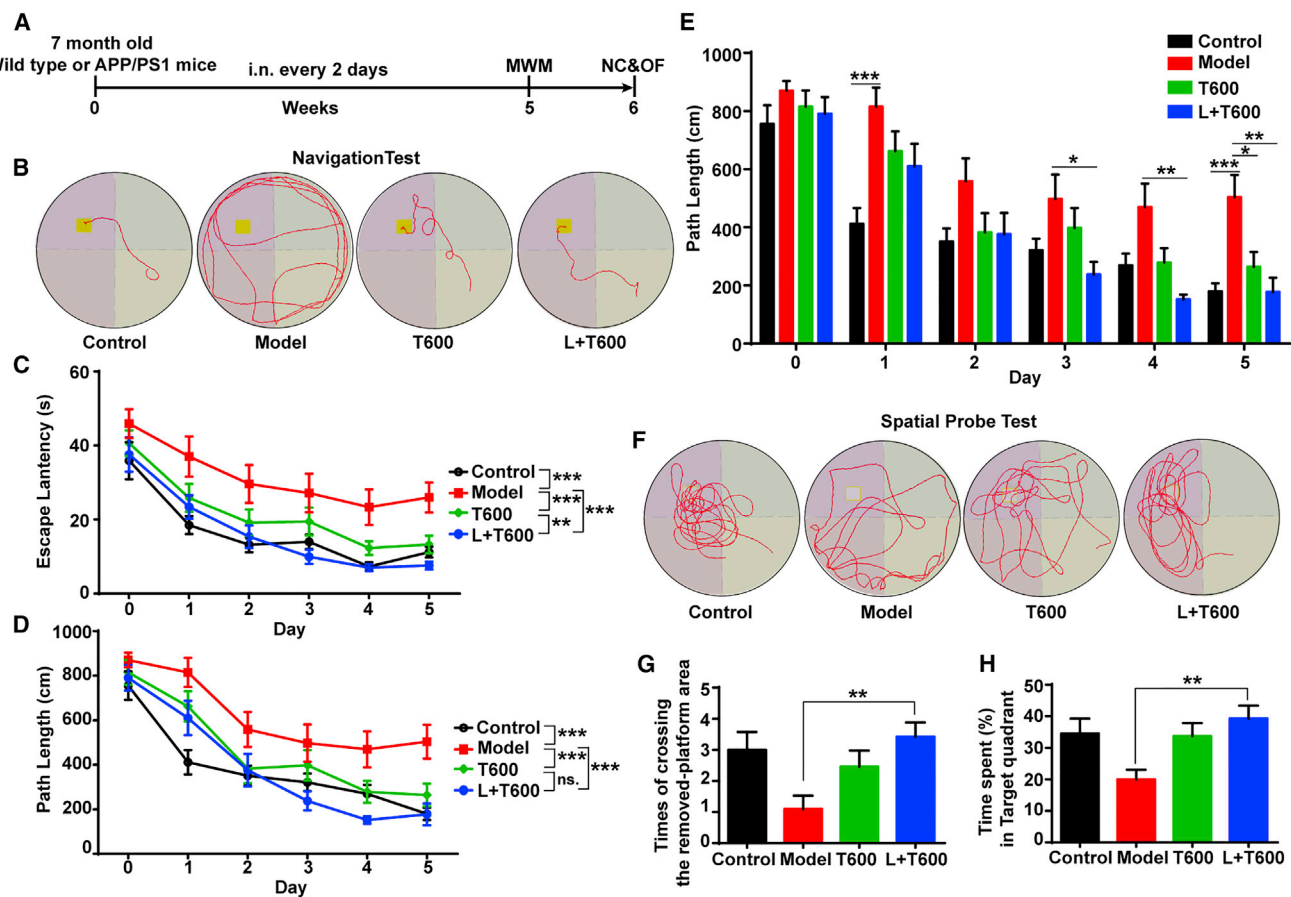 A
7 month old
Wild type or APP/PS1 mice
i.n. every 2 days
MWM
NC&OF
0
Weeks
5
6
B
NavigationTest
Control
Model
T600
L+T600
C
Escape Lantency (s)
60
40
20
0
0
1
2
3
4
5
Day
Control
Model
T600
L+T600
***
***
**
***
D
Path Length (cm)
1000
800
600
400
200
0
0
1
2
3
4
5
Day
Control
Model
T600
L+T600
***
***
ns.
***
E
Path Length (cm)
1000
800
600
400
200
0
***
*
**
***
*
**
Control
Model
T600
L+T600
0
1
2
3
4
5
Day
F
Spatial Probe Test
Control
Model
T600
L+T600
G
Times of crossing
the removed-platform area
5
4
3
2
1
0
**
Control
Model
T600
L+T600
H
Time spent (%)
in Target quadrant
50
40
30
20
10
0
**
Control
Model
T600
L+T600